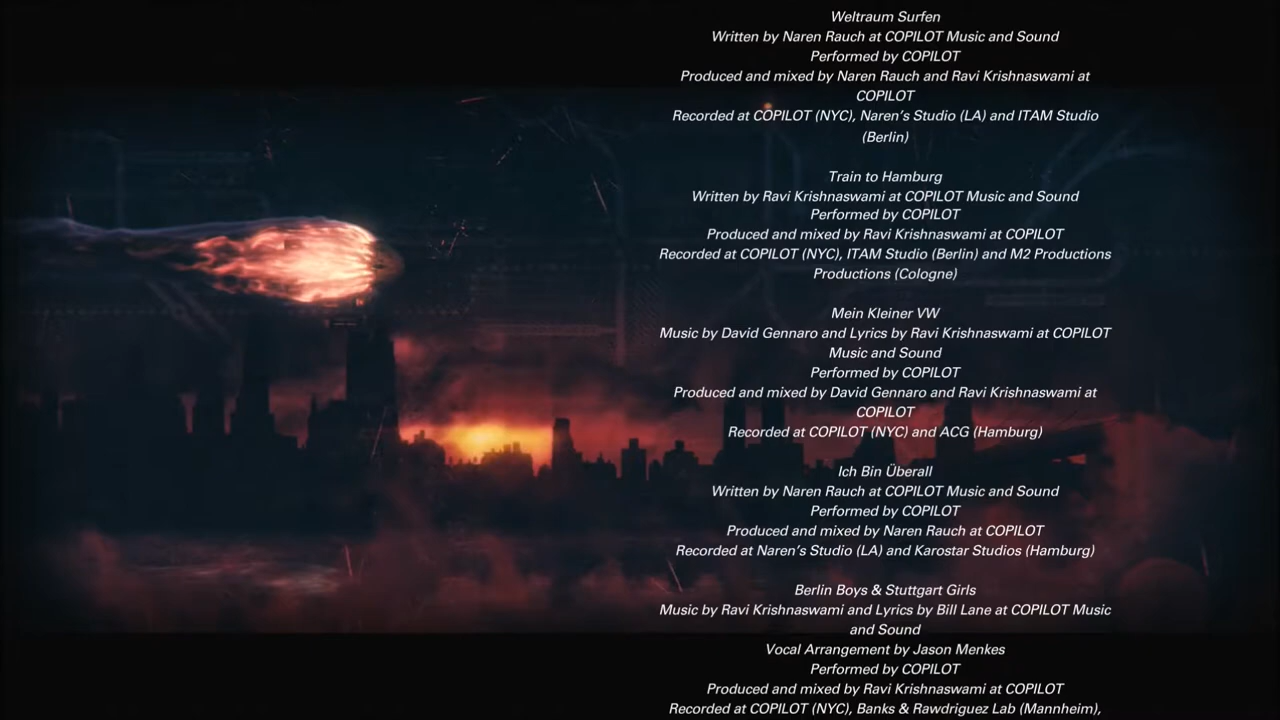 Weltraum Surfen
Written by Naren Rauch at COPILOT Music and Sound
Performed by COPILOT
Produced and mixed by Naren Rauch and Ravi Krishnaswami at
COPILOT
Recorded at COPILOT (NYC), Naren's Studio (LA) and ITAM Studio
(Berlin)
Train to Hamburg
Written by Ravi Krishnaswami at COPILOT Music and Sound
Performed by COPILOT
Produced and mixed by Ravi Krishnaswami at COPILOT
Recorded at COPILOT (NYC), ITAM Studio (Berlin) and M2 Productions
Productions (Cologne)
Mein Kleiner VW
Music by David Gennaro and Lyrics by Ravi Krishnaswami at COPILOT
Music and Sound
Performed by COPILOT
Produced and mixed by David Gennaro and Ravi Krishnaswami at
COPILOT
Recorded at COPILOT (NYC) and ACG (Hamburg)
Ich Bin Überall
Written by Naren Rauch at COPILOT Music and Sound
Performed by COPILOT
Produced and mixed by Naren Rauch at COPILOT
Recorded at Naren's Studio (LA) and Karostar Studios (Hamburg)
Berlin Boys & Stuttgart Girls
Music by Ravi Krishnaswami and Lyrics by Bill Lane at COPILOT Music
and Sound
Vocal Arrangement by Jason Menkes
Performed by COPILOT
Produced and mixed by Ravi Krishnaswami at COPILOT
Recorded at COPILOT (NYC), Banks & Rawdriguez Lab (Mannheim),